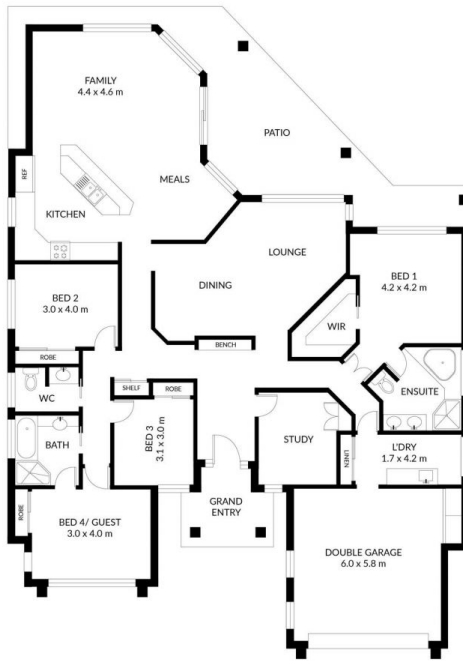 FAMILY
4.4 x 4.6 m
PATIO
REF
MEALS
KITCHEN
LOUNGE
DINING
BED 1
4.2 x 4.2 m
BED 2
3.0 x 4.0 m
WIR
BENCH
ROBE
SHELF
ROBE
WC
ENSUITE
BATH
BED 3
3.1 x 3.0 m
STUDY
LINEN
L'DRY
1.7 x 4.2 m
ROBE
BED 4/ GUEST
3.0 x 4.0 m
GRAND
ENTRY
DOUBLE GARAGE
6.0 x 5.8 m